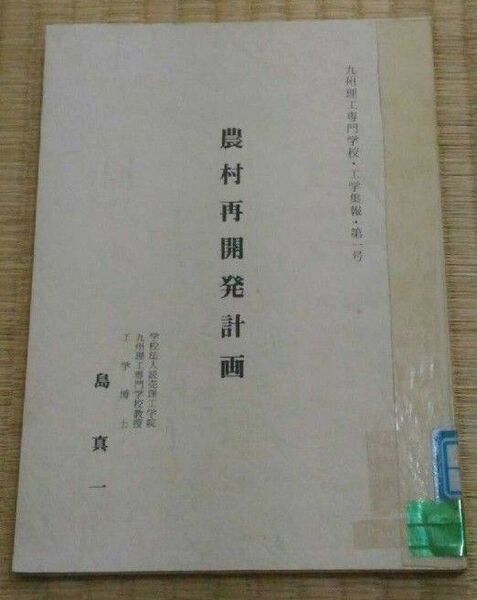 九州理工専門学校・工学集報・第一号
農村再開発計画
学校法人読売理工学院
九州理工専門学校教授
工学博士
島真一